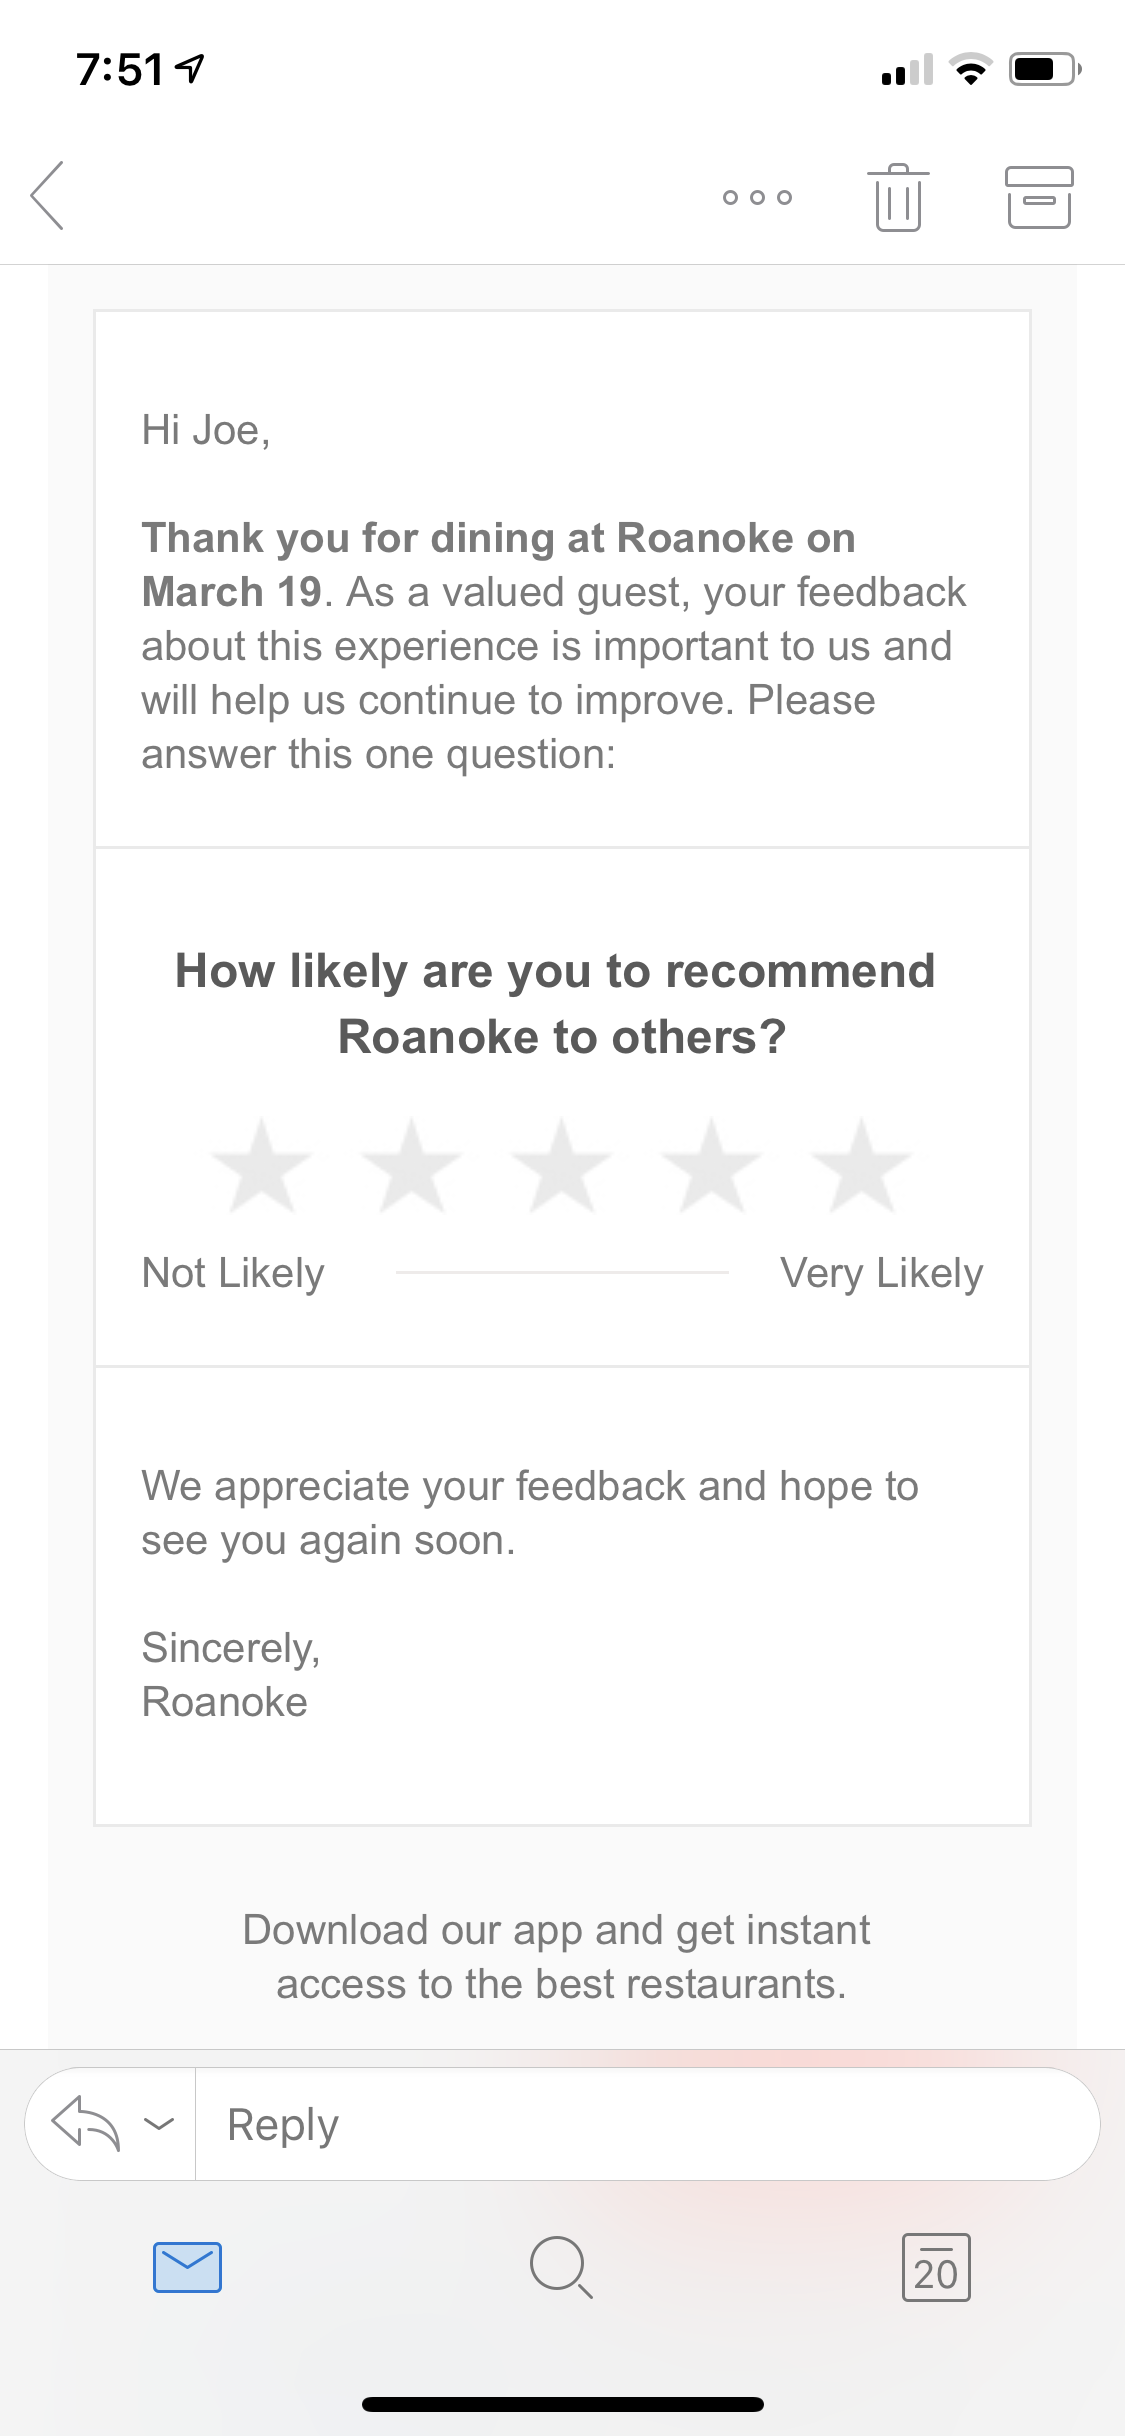 7:51
Hi Joe,
Thank you for dining at Roanoke on
March 19. As a valued guest, your feedback
about this experience is important to us and
will help us continue to improve. Please
answer this one question:
How likely are you to recommend
Roanoke to others?
Not Likely
Very Likely
We appreciate your feedback and hope to
see you again soon.
Sincerely,
Roanoke
Download our app and get instant
access to the best restaurants.
Reply
20